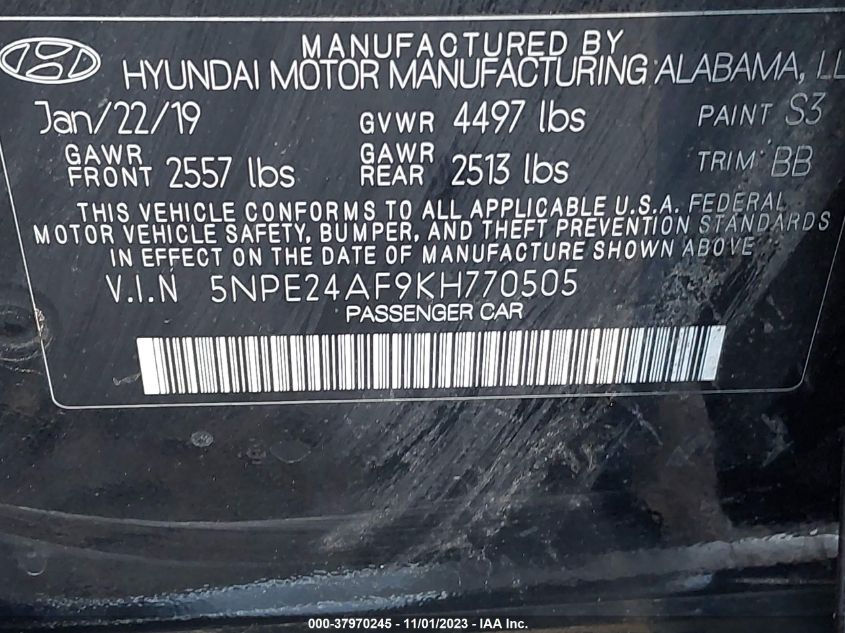 MANUFACTURED BY
HYUNDAI MOTOR MANUFACTURING ALABAMA, LL
Jan/22/19 GVWR 4497 lbs PAINT S3
GAWR FRONT 2557 lbs GAWR REAR 2513 lbs TRIM: BB
THIS VEHICLE CONFORMS TO ALL APPLICABLE U.S.A. FEDERAL
MOTOR VEHICLE SAFETY, BUMPER, AND THEFT PREVENTION STANDARDS
IN EFFECT ON THE DATE OF MANUFACTURE SHOWN ABOVE
V.I.N 5NPE24AF9KH770505
PASSENGER CAR
000-37970245 - 11/01/2023 - IAA Inc.